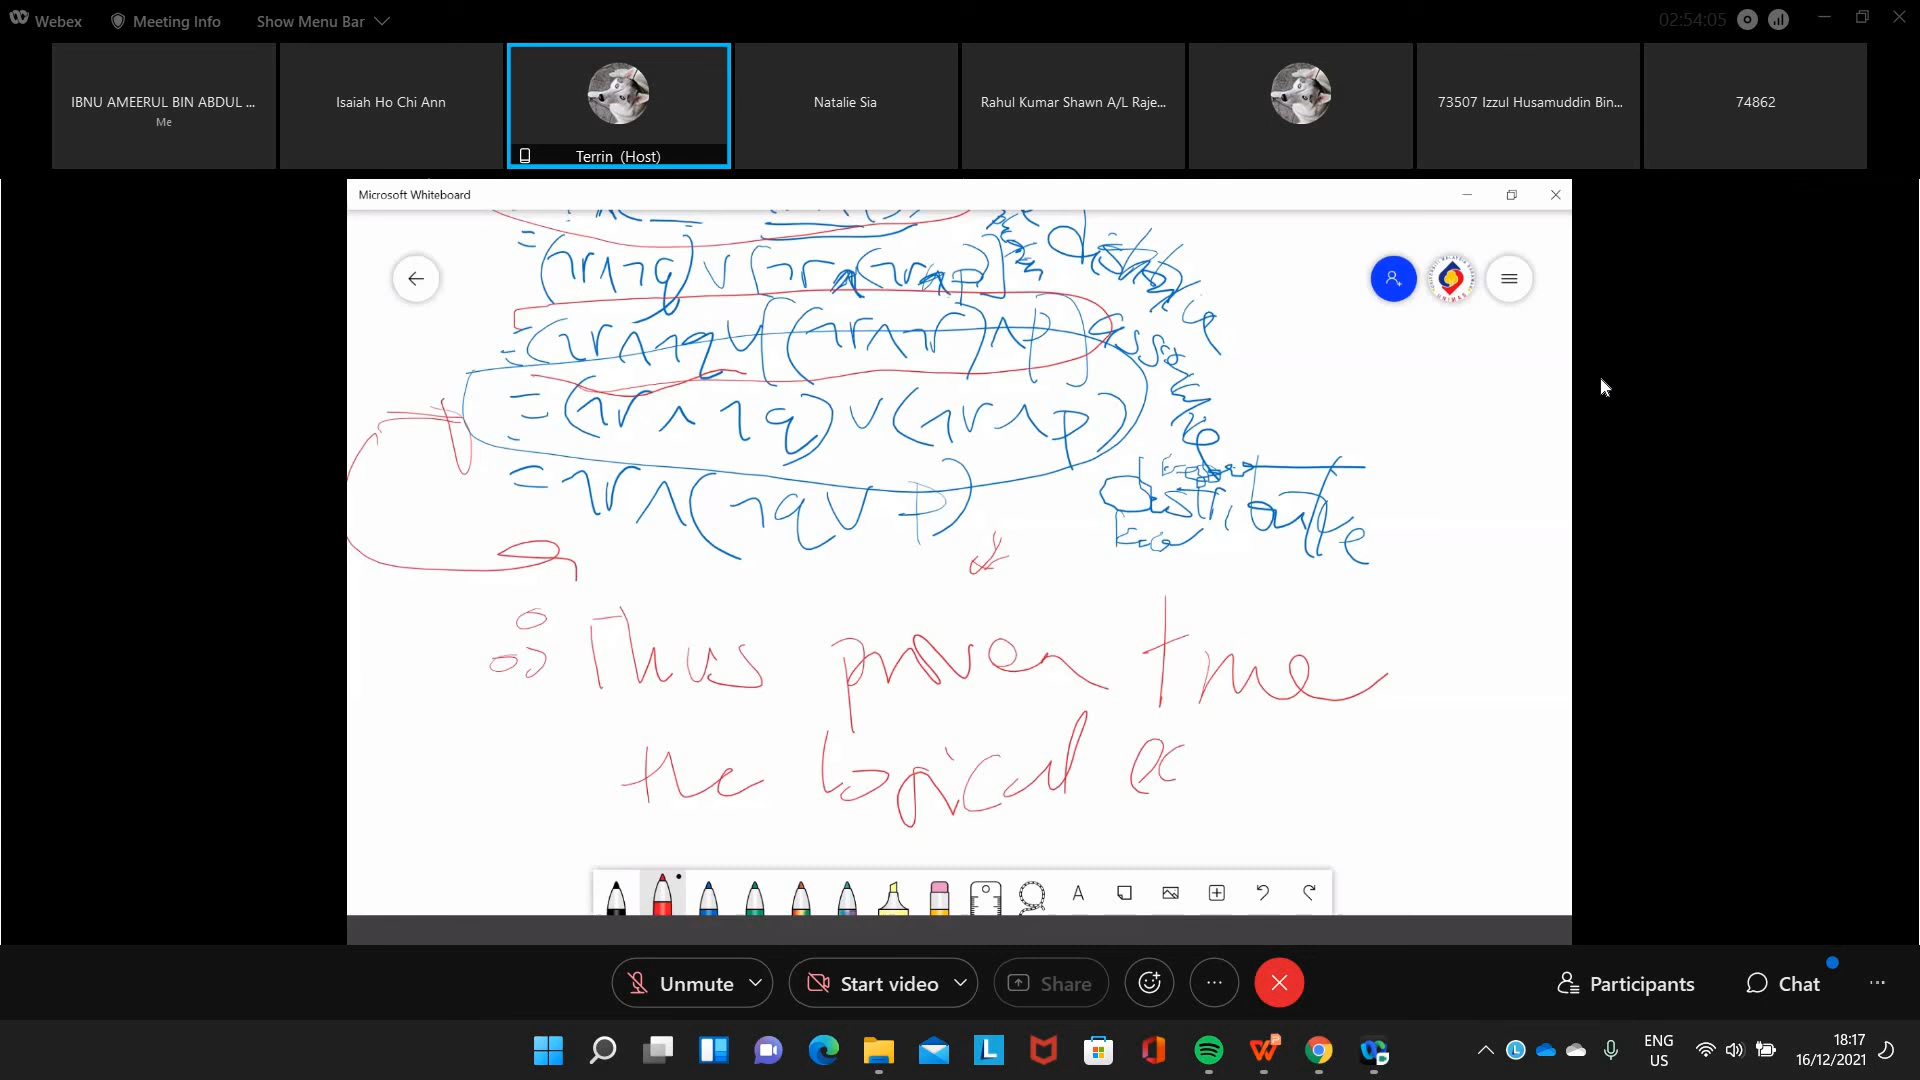 Webex
Meeting Info
Show Menu Bar
02:54:05
IBNU AMEERUL BIN ABDUL ...
Me
Isaiah Ho Chi Ann
Terrin (Host)
Natalie Sia
Rahul Kumar Shawn A/L Raje...
73507 Izzul Husamuddin Bin...
74862
Microsoft Whiteboard
= (¬r∧¬q) ∨ [¬r∧(¬r∧p)]
= (¬r∧¬q ∨ [(¬r∧¬r)∧p]
= (¬r∧¬q) ∨ (¬r∧p)
= ¬r∧(¬q∨p)
distributive
∴ Thus proven true
the logical
A
Unmute
Start video
Share
Participants
Chat
ENG
US
18:17
16/12/2021